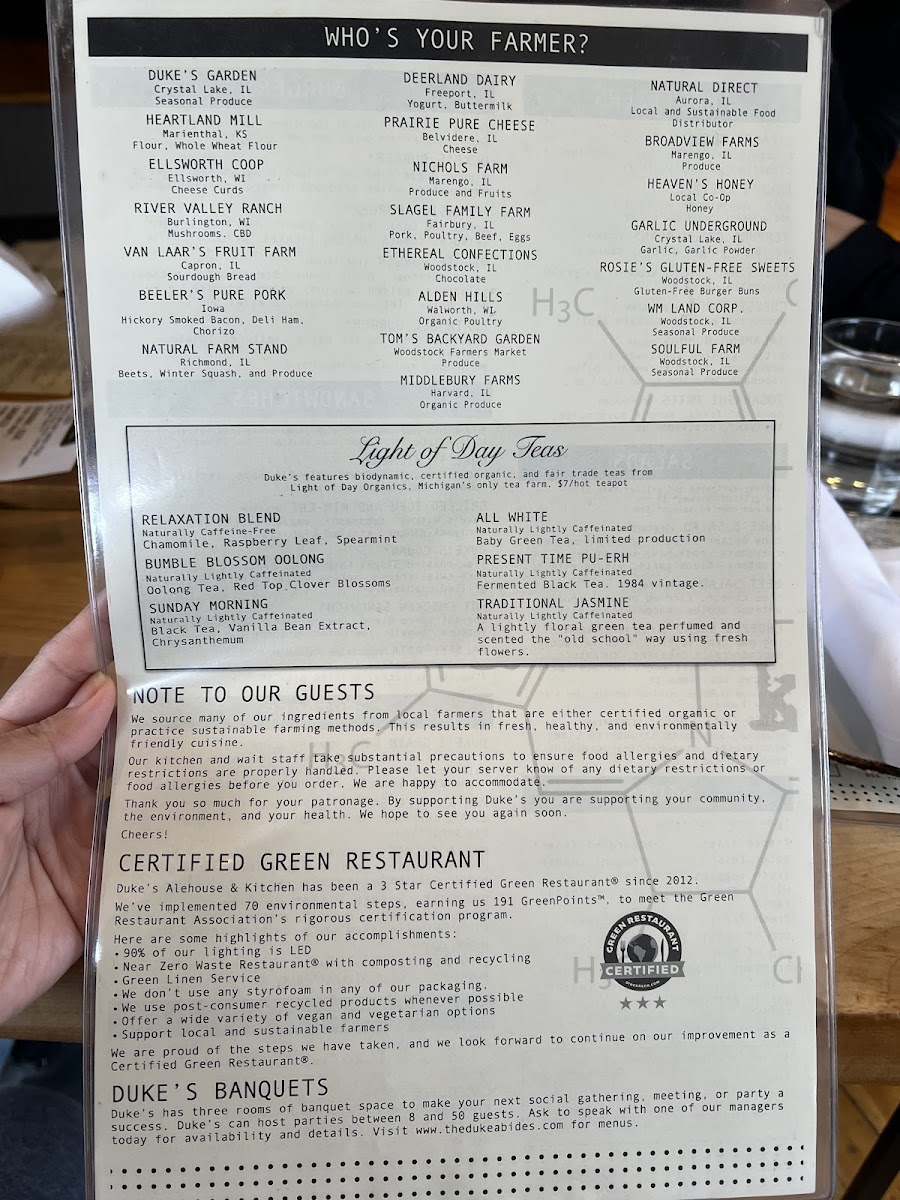 WHO'S YOUR FARMER?
DUKE'S GARDEN
Crystal Lake, IL
Seasonal Produce
HEARTLAND MILL
Marienthal, KS
Flour, Whole Wheat Flour
ELLSWORTH COOP
Ellsworth, WI
Cheese Curds
RIVER VALLEY RANCH
Burlington, WI
Mushrooms. CBD
VAN LAAR'S FRUIT FARM
Capron, IL
Sourdough Bread
BEELER'S PURE PORK
Iowa
Hickory Smoked Bacon, Deli Ham,
Chorizo
NATURAL FARM STAND
Richmond, IL
Beets, Winter Squash, and Produce
DEERLAND DAIRY
Freeport, IL
Yogurt, Buttermilk
PRAIRIE PURE CHEESE
Belvidere, IL
Cheese
NICHOLS FARM
Marengo, IL
Produce and Fruits
SLAGEL FAMILY FARM
Fairbury, IL
Pork, Poultry, Beef, Eggs
ETHEREAL CONFECTIONS
Woodstock, IL
Chocolate
ALDEN HILLS
Walworth, WI
Organic Poultry
TOM'S BACKYARD GARDEN
Woodstock Farmers Market
Produce
MIDDLEBURY FARMS
Harvard, IL
Organic Produce
NATURAL DIRECT
Aurora, IL
Local and Sustainable Food
Distributor
BROADVIEW FARMS
Marengo, IL
Produce
HEAVEN'S HONEY
Local Co-Op
Honey
GARLIC UNDERGROUND
Crystal Lake, IL
Garlic, Garlic Powder
ROSIE'S GLUTEN-FREE SWEETS
Woodstock, IL
Gluten-Free Burger Buns
WM LAND CORP.
Woodstock, IL
Seasonal Produce
SOULFUL FARM
Woodstock, IL
Seasonal Produce
H3C
Light of Day Teas
Duke's features biodynamic, certified organic, and fair trade teas from
Light of Day Organics, Michigan's only tea farm. $7/hot teapot
RELAXATION BLEND
Naturally Caffeine-Free
Chamomile, Raspberry Leaf, Spearmint
BUMBLE BLOSSOM OOLONG
Naturally Lightly Caffeinated
Oolong Tea, Red Top Clover Blossoms
SUNDAY MORNING
Naturally Lightly Caffeinated
Black Tea, Vanilla Bean Extract,
Chrysanthemum
ALL WHITE
Naturally Lightly Caffeinated
Baby Green Tea, limited production
PRESENT TIME PU-ERH
Naturally Lightly Caffeinated
Fermented Black Tea. 1984 vintage.
TRADITIONAL JASMINE
Naturally Lightly Caffeinated
A lightly floral green tea perfumed and
scented the "old school" way using fresh
flowers.
NOTE TO OUR GUESTS
We source many of our ingredients from local farmers that are either certified organic or
practice sustainable farming methods. This results in fresh, healthy, and environmentally
friendly cuisine.
H3C
N
Our kitchen and wait staff take substantial precautions to ensure food allergies and dietary
restrictions are properly handled. Please let your server know of any dietary restrictions or
food allergies before you order. We are happy to accommodate.
Thank you so much for your patronage. By supporting Duke's you are supporting your community,
the environment, and your health. We hope to see you again soon.
Cheers!
CERTIFIED GREEN RESTAURANT
Duke's Alehouse & Kitchen has been a 3 Star Certified Green Restaurant® since 2012.
We've implemented 70 environmental steps, earning us 191 GreenPoints™, to meet the Green
Restaurant Association's rigorous certification program.
Here are some highlights of our accomplishments:
• 90% of our lighting is LED
• Near Zero Waste Restaurant® with composting and recycling
• Green Linen Service
• We don't use any styrofoam in any of our packaging.
• We use post-consumer recycled products whenever possible
• Offer a wide variety of vegan and vegetarian options
• Support local and sustainable farmers
GREEN RESTAURANT
CERTIFIED
We are proud of the steps we have taken, and we look forward to continue on our improvement as a
Certified Green Restaurant®.
DUKE'S BANQUETS
Duke's has three rooms of banquet space to make your next social gathering, meeting, or party a
success. Duke's can host parties between 8 and 50 guests. Ask to speak with one of our managers
today for availability and details. Visit www.thedukeabides.com for menus.